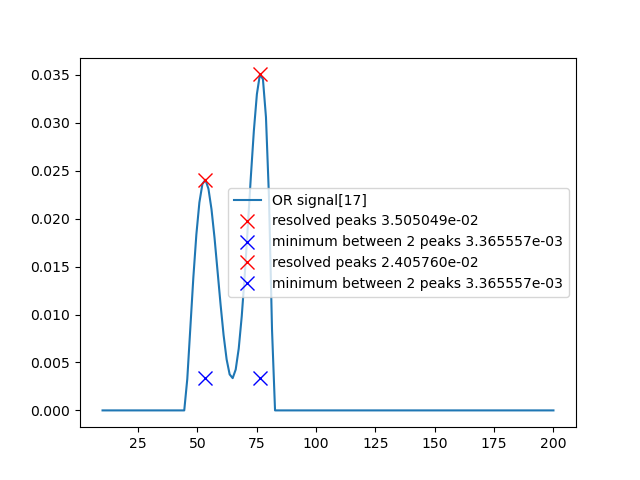 0.035
0.030
0.025
0.020
0.015
0.010
0.005
0.000
OR signal[17]
resolved peaks 3.505049e-02
minimum between 2 peaks 3.365557e-03
resolved peaks 2.405760e-02
minimum between 2 peaks 3.365557e-03
25 50 75 100 125 150 175 200